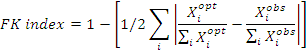 FK index = 1 − [1/2 ∑_i |X_i^opt / ∑_i X_i^opt − X_i^obs / ∑_i X_i^obs|]